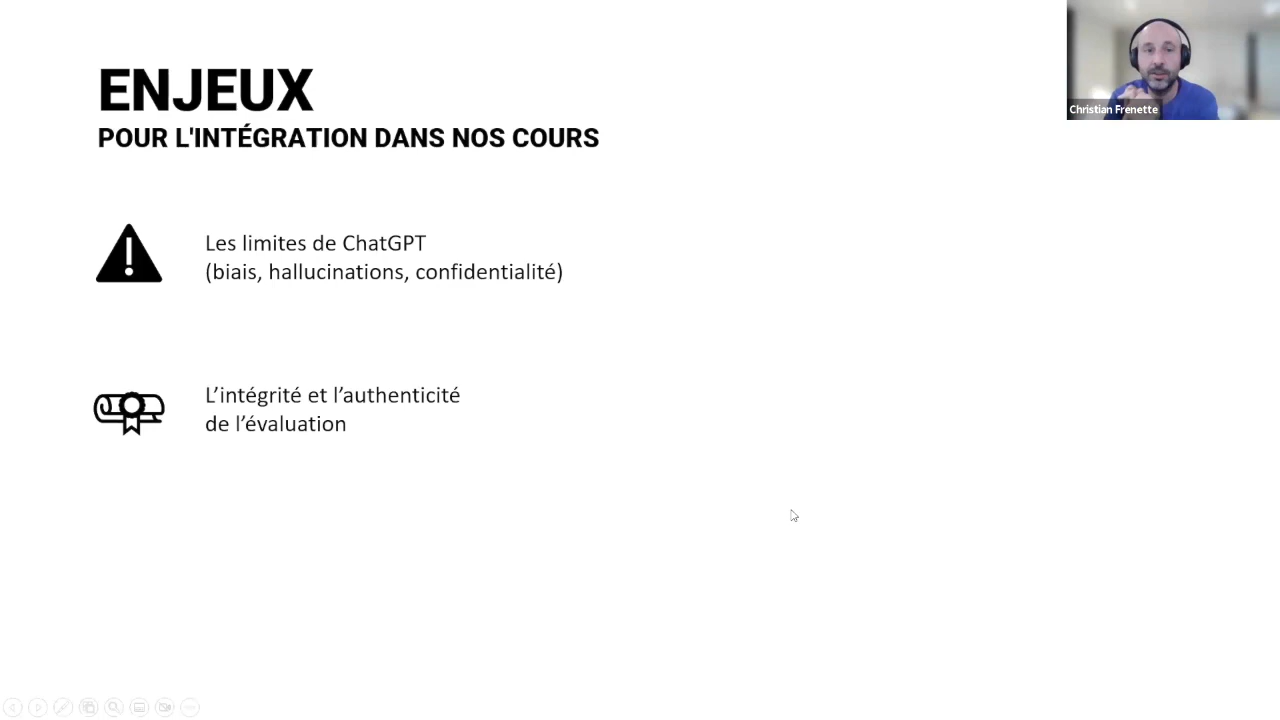 ENJEUX
POUR L'INTÉGRATION DANS NOS COURS
Les limites de ChatGPT
(biais, hallucinations, confidentialité)
L’intégrité et l’authenticité
de l’évaluation
Christian Frenette